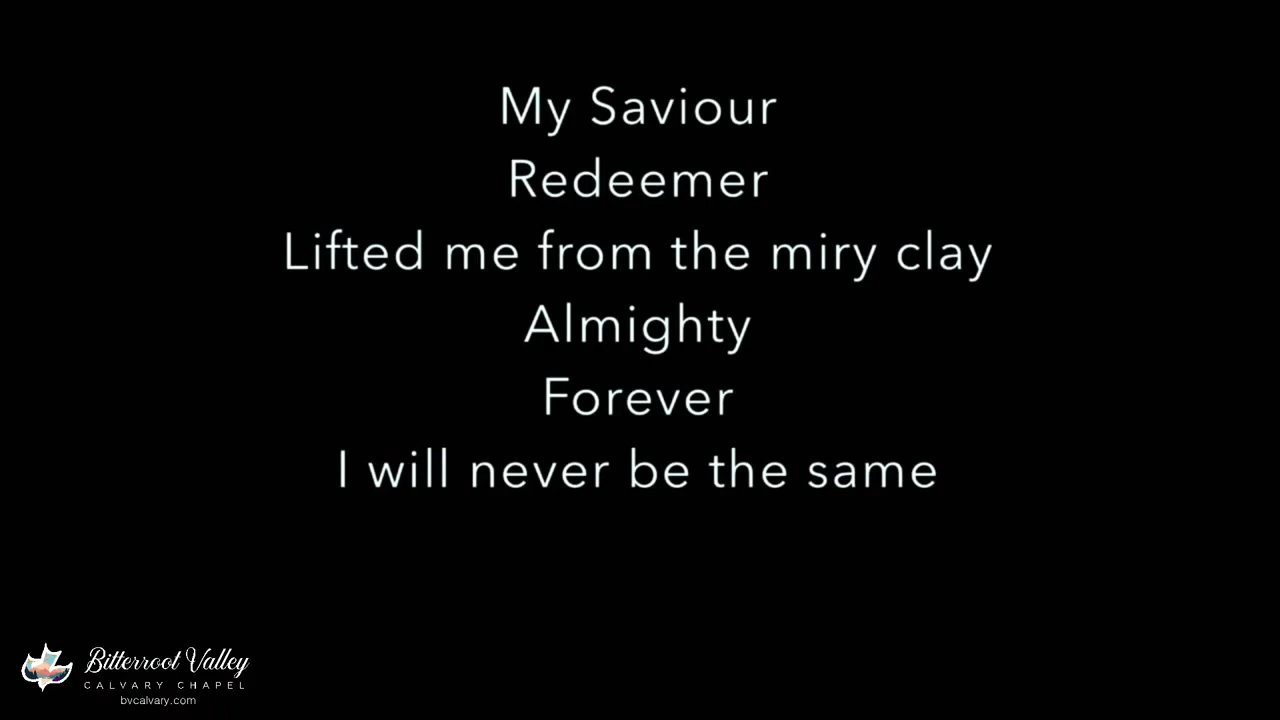 My Saviour
Redeemer
Lifted me from the miry clay
Almighty
Forever
I will never be the same
Bitterroot Valley
CALVARY CHAPEL
bvcalvary.com